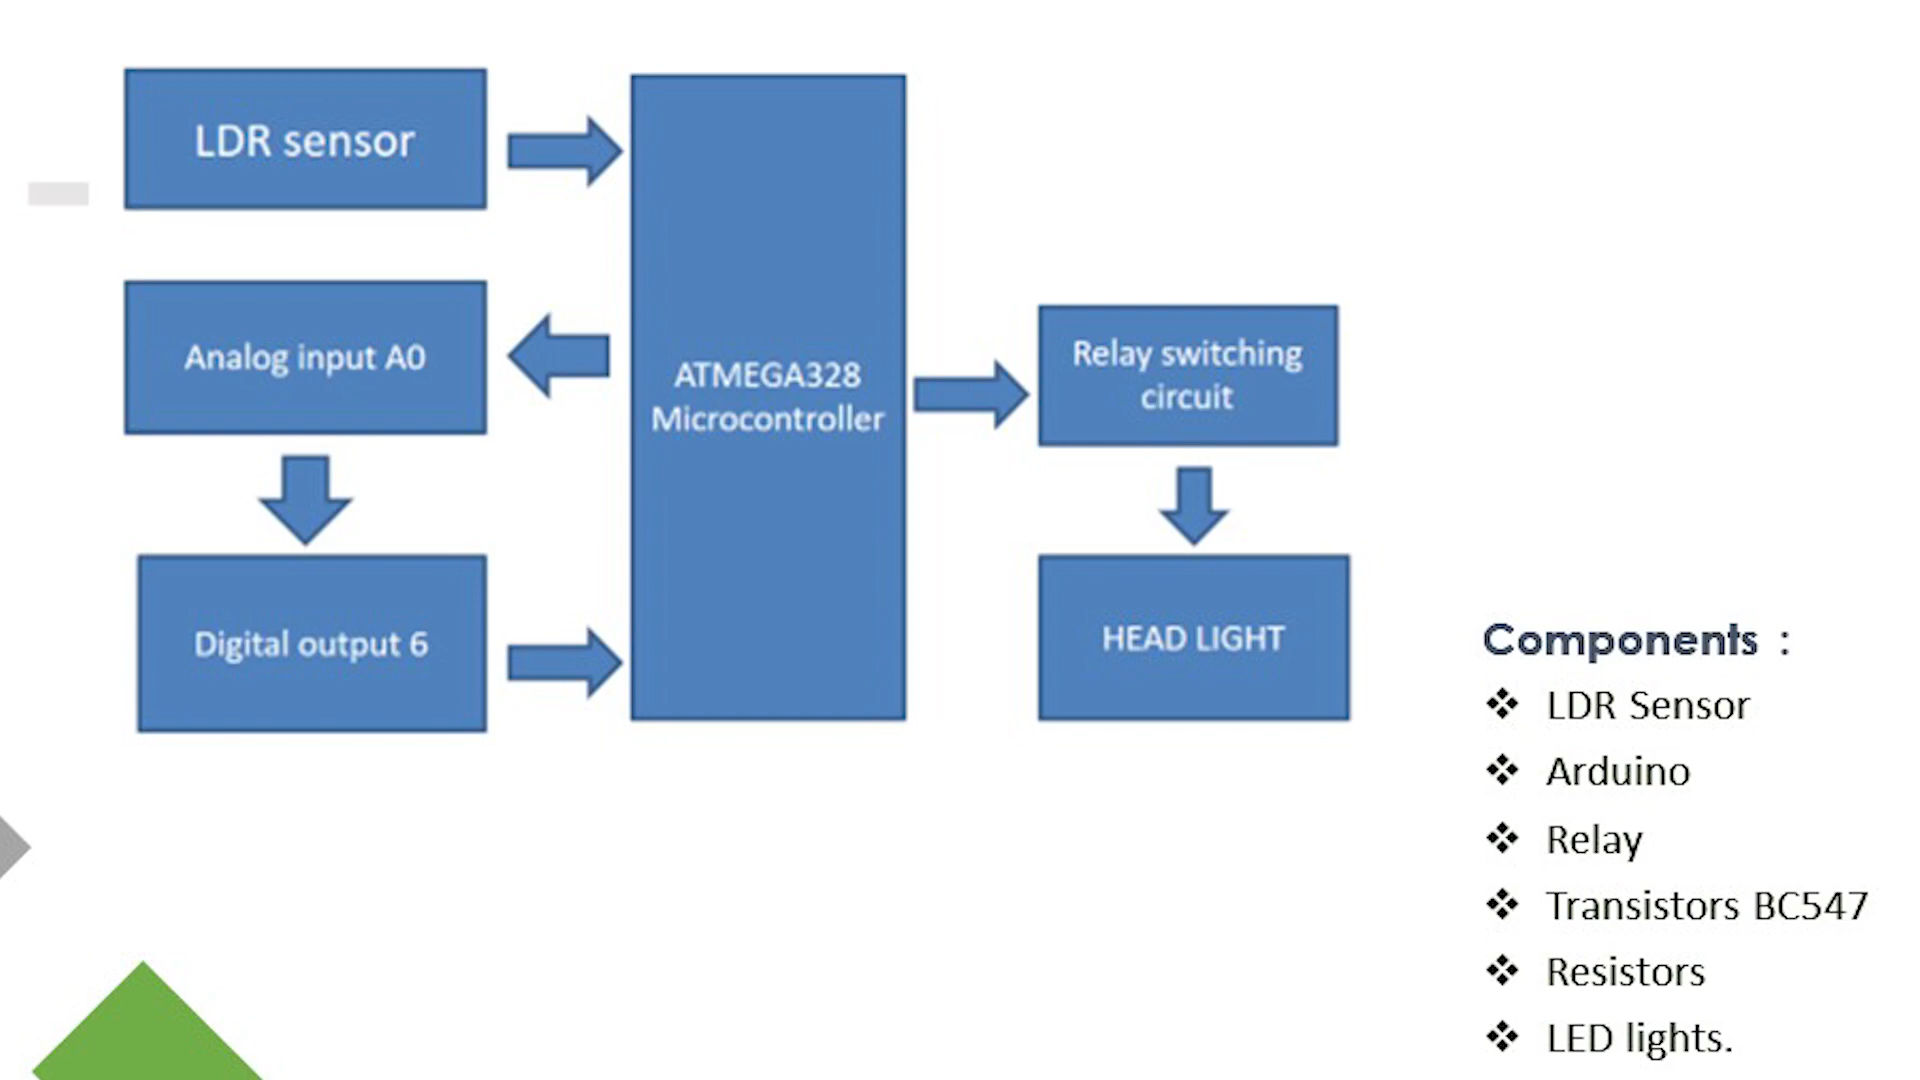 LDR sensor
Analog input A0
Digital output 6
ATMEGA328
Microcontroller
Relay switching
circuit
HEAD LIGHT
Components :
❖ LDR Sensor
❖ Arduino
❖ Relay
❖ Transistors BC547
❖ Resistors
❖ LED lights.